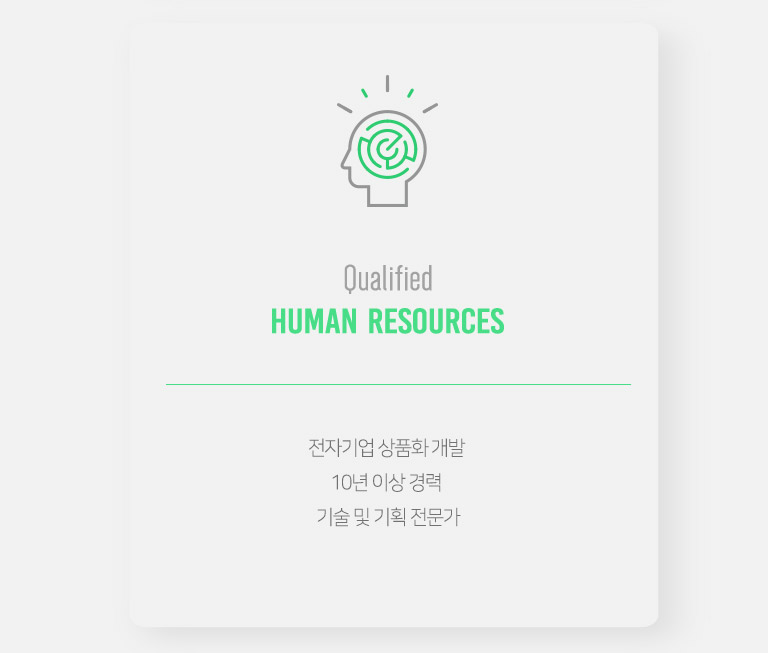 Qualified
HUMAN RESOURCES
전자기업 상품화 개발
10년 이상 경력
기술 및 기획 전문가